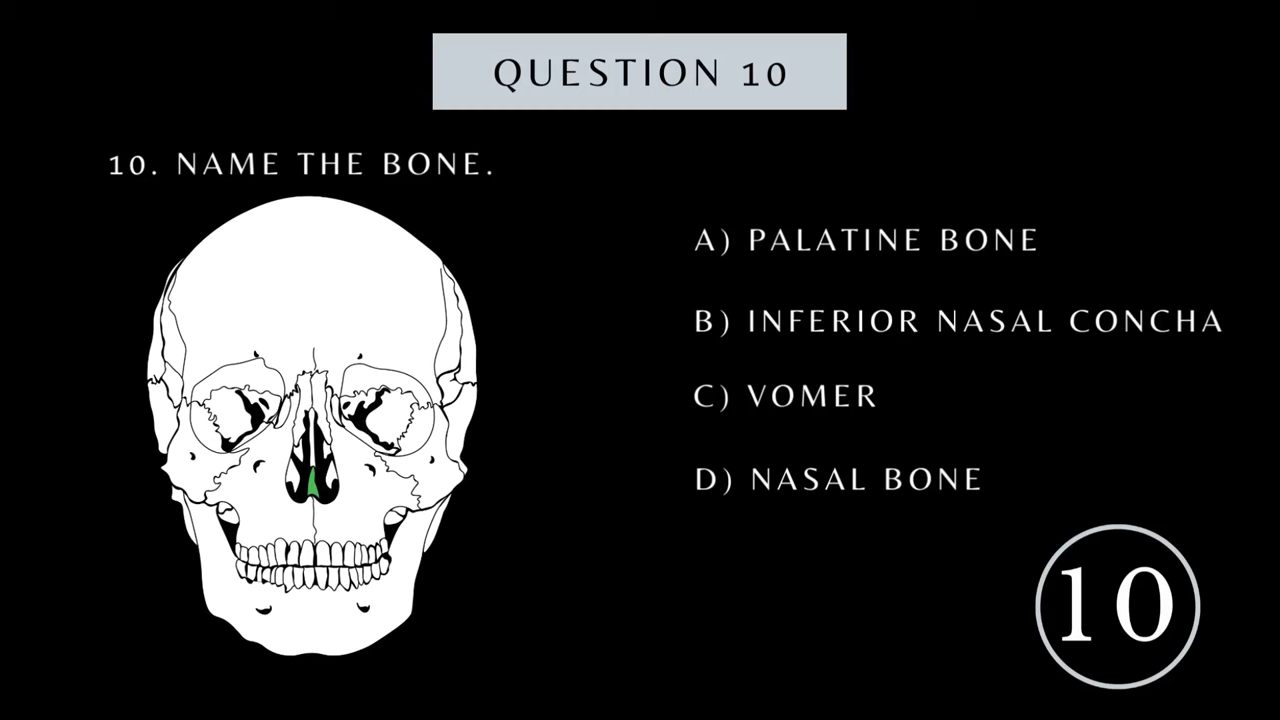 QUESTION 10
10. NAME THE BONE.
A) PALATINE BONE
B) INFERIOR NASAL CONCHA
C) VOMER
D) NASAL BONE
10